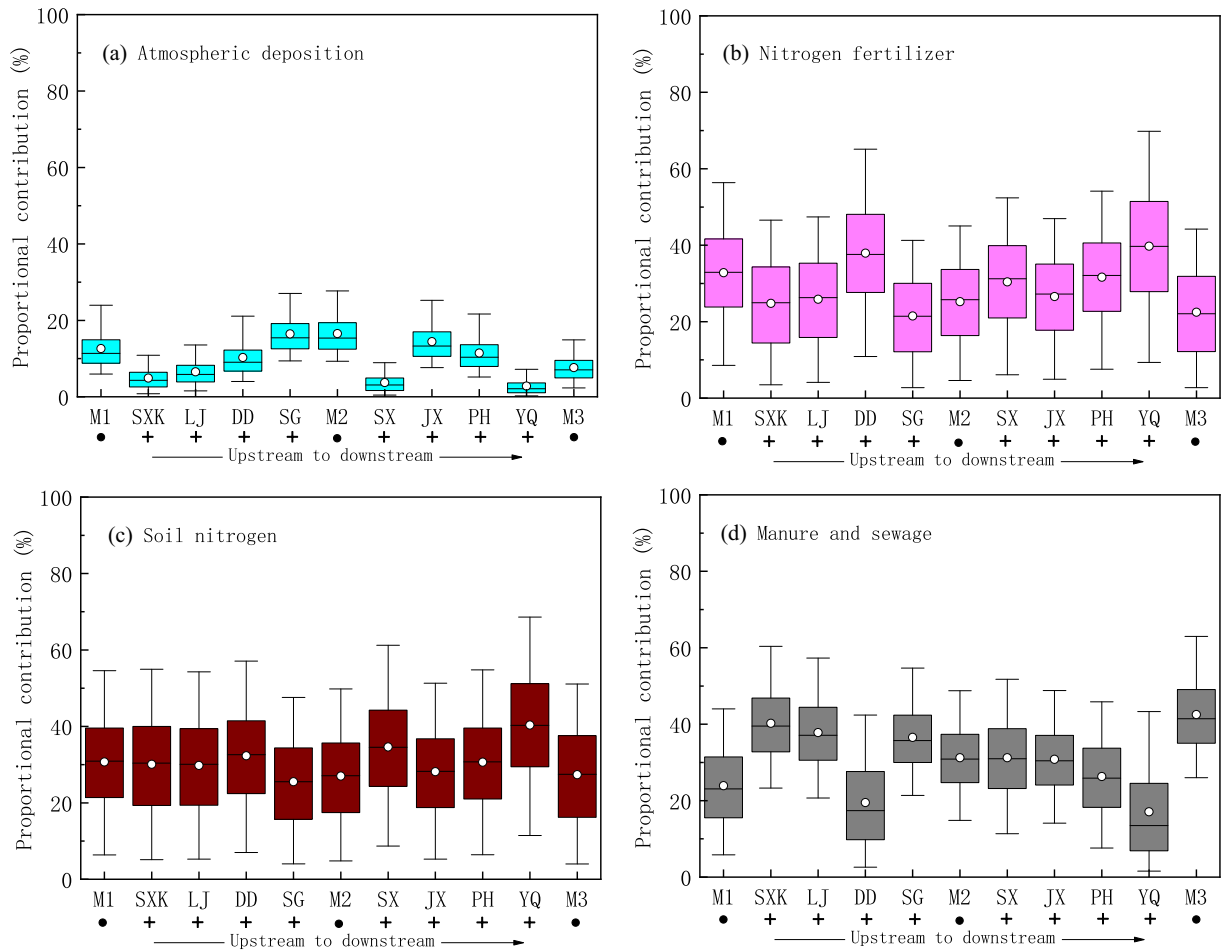 (a) Atmospheric deposition
Proportional contribution (%)
100
80
60
40
20
0
M1 SXK LJ DD SG M2 SX JX PH YQ M3
● + + + + ● + + + + ●
Upstream to downstream
(b) Nitrogen fertilizer
Proportional contribution (%)
100
80
60
40
20
0
M1 SXK LJ DD SG M2 SX JX PH YQ M3
● + + + + ● + + + + ●
Upstream to downstream
(c) Soil nitrogen
Proportional contribution (%)
100
80
60
40
20
0
M1 SXK LJ DD SG M2 SX JX PH YQ M3
● + + + + ● + + + + ●
Upstream to downstream
(d) Manure and sewage
Proportional contribution (%)
100
80
60
40
20
0
M1 SXK LJ DD SG M2 SX JX PH YQ M3
● + + + + ● + + + + ●
Upstream to downstream